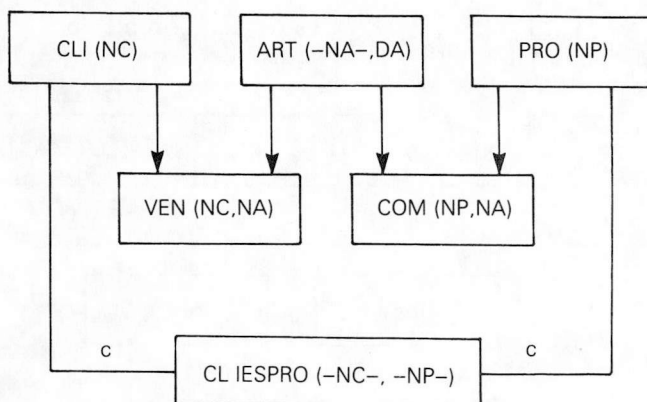 CLI (NC)
ART (–NA–,DA)
PRO (NP)
VEN (NC,NA)
COM (NP,NA)
C
C
CL IESPRO (–NC–, –NP–)